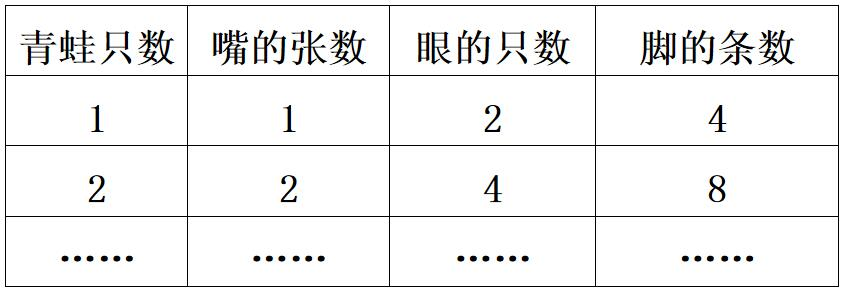 青蛙只数 嘴的张数 眼的只数 脚的条数
1 1 2 4
2 2 4 8
…… …… …… ……